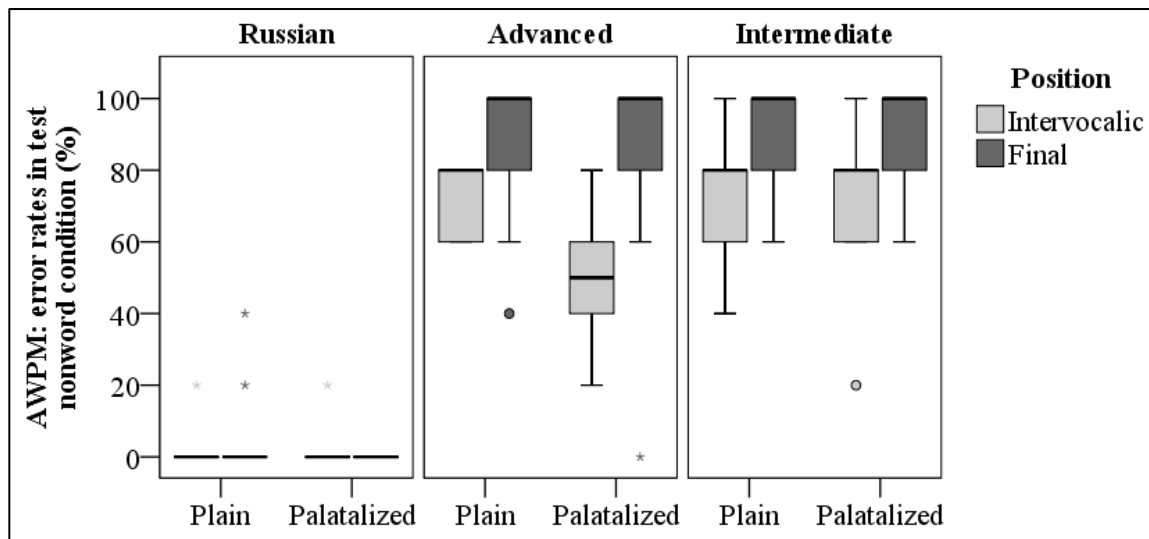 Russian Advanced Intermediate
Position
Intervocalic
Final
AWPM: error rates in test
nonword condition (%)
100
80
60
40
20
0
Plain Palatalized Plain Palatalized Plain Palatalized